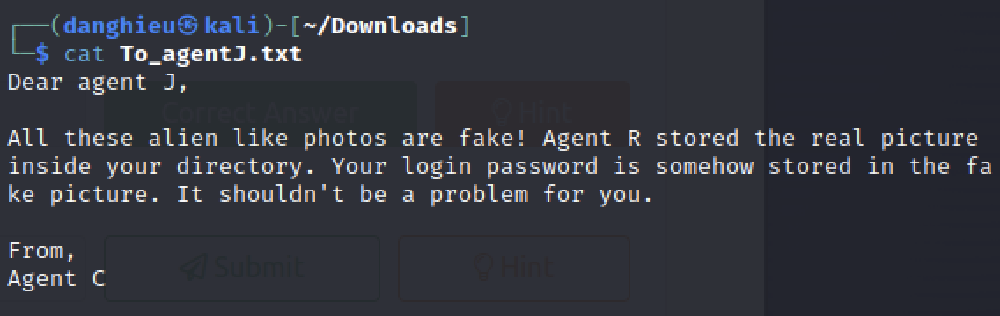 ┌──(danghieu㉿kali)-[~/Downloads]
└─$ cat To_agentJ.txt
Dear agent J,
Correct Answer
Hint
All these alien like photos are fake! Agent R stored the real picture
inside your directory. Your login password is somehow stored in the fa
ke picture. It shouldn't be a problem for you.
From,
Submit
Hint
Agent C